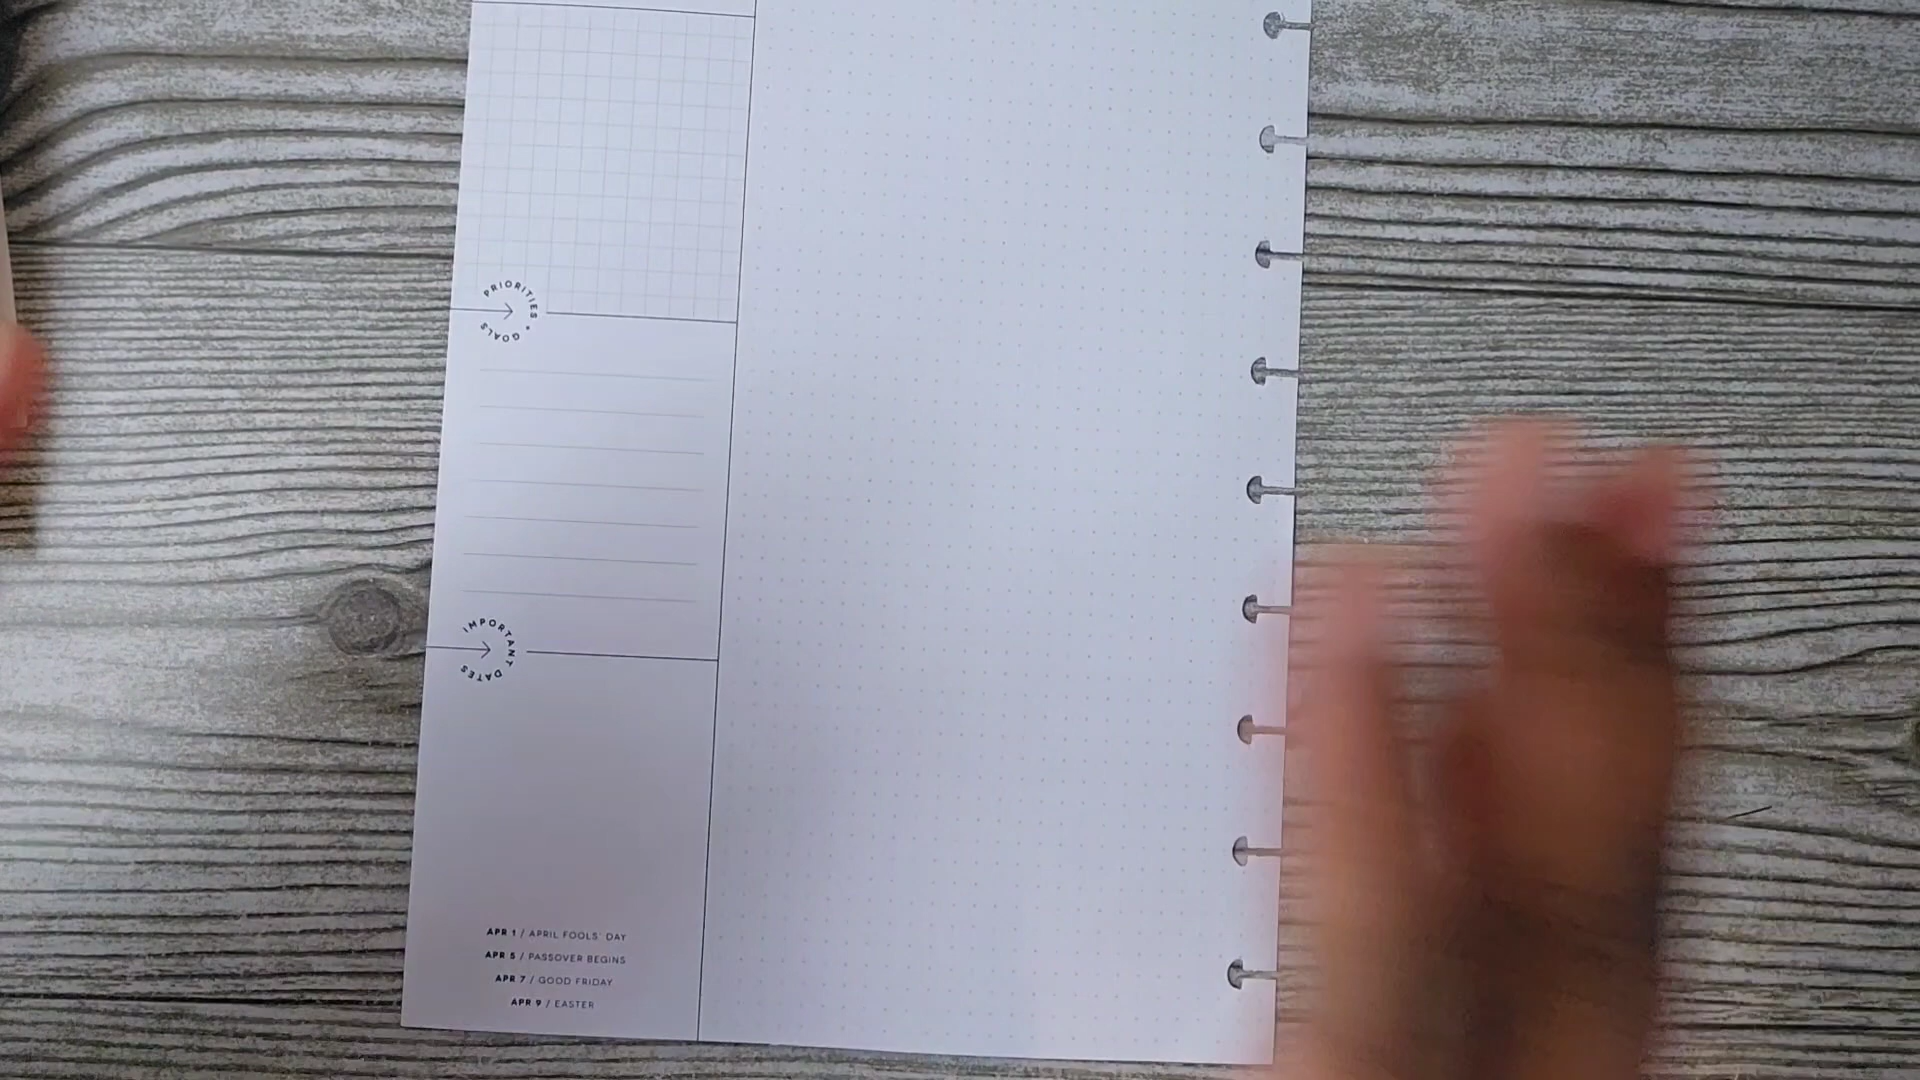 PRIORITIES + GOALS
IMPORTANT DATES
APR 1 / APRIL FOOLS' DAY
APR 5 / PASSOVER BEGINS
APR 7 / GOOD FRIDAY
APR 9 / EASTER